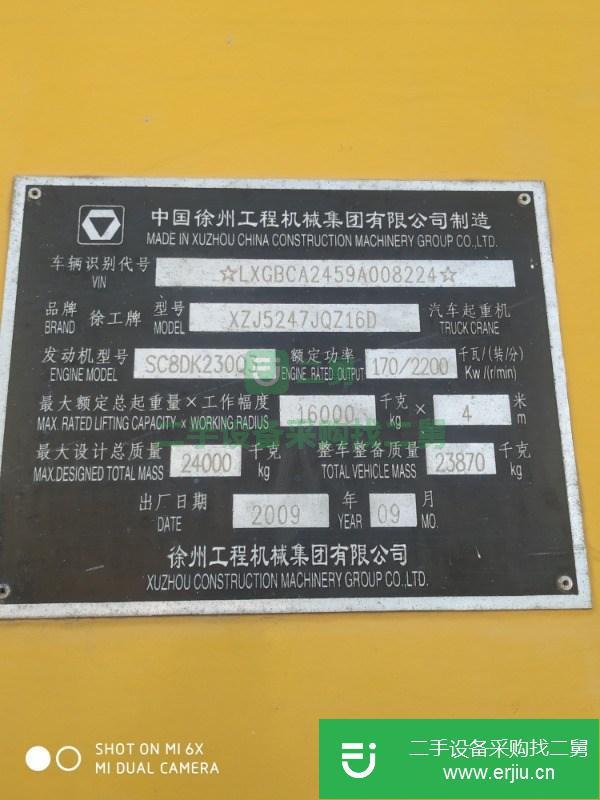 中国徐州工程机械集团有限公司制造
MADE IN XUZHOU CHINA CONSTRUCTION MACHINERY GROUP CO.,LTD.
车辆识别代号 ☆LXGBCA2459A008224☆
VIN
品牌 徐工牌 型号 XZJ5247JQZ16D 汽车起重机
BRAND MODEL TRUCK CRANE
发动机型号 SC8DK230Q3 额定功率 170/2200 千瓦/(转/分)
ENGINE MODEL ENGINE RATED OUTPUT Kw/(r/min)
最大额定总起重量×工作幅度 16000 千克 × 4 米
MAX. RATED LIFTING CAPACITY × WORKING RADIUS kg m
二手设备采购找二舅
最大设计总质量 24000 千克 整车整备质量 23870 千克
MAX.DESIGNED TOTAL MASS kg TOTAL VEHICLE MASS kg
出厂日期 2009 年 09 月
DATE YEAR MO.
徐州工程机械集团有限公司
XUZHOU CONSTRUCTION MACHINERY GROUP CO.,LTD.
SHOT ON MI 6X
MI DUAL CAMERA
二手设备采购找二舅
www.erjiu.cn